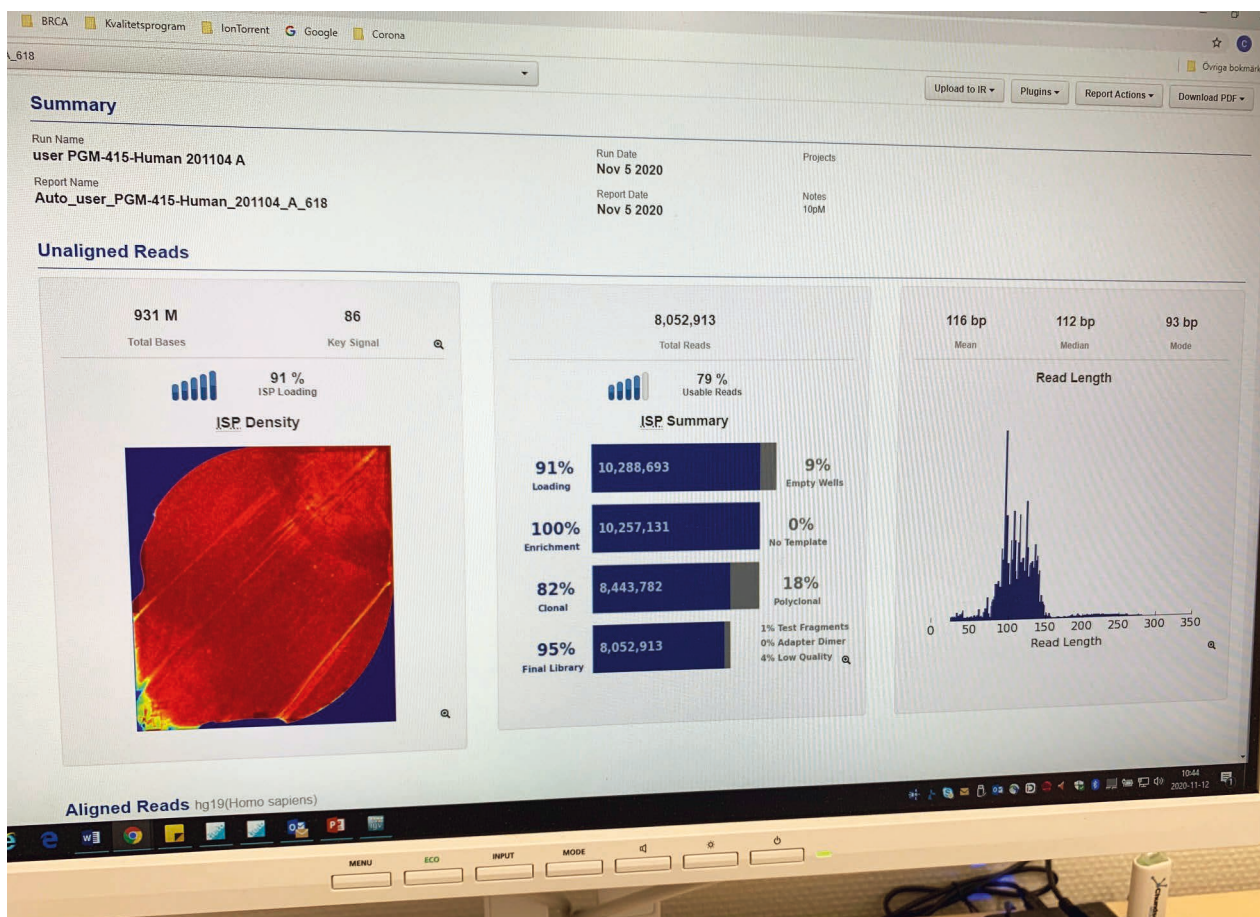 BRCA Kvalitetsprogram IonTorrent Google Corona
C
A_618
Övriga bokmärk
Upload to IR Plugins Report Actions Download PDF
Summary
Run Name
user PGM-415-Human 201104 A
Run Date
Nov 5 2020
Projects
Report Name
Auto_user_PGM-415-Human_201104_A_618
Report Date
Nov 5 2020
Notes
10pM
Unaligned Reads
931 M
Total Bases
86
Key Signal
91 %
ISP Loading
ISP Density
8,052,913
Total Reads
79 %
Usable Reads
ISP Summary
91% 10,288,693 9%
Loading Empty Wells
100% 10,257,131 0%
Enrichment No Template
82% 8,443,782 18%
Clonal Polyclonal
95% 8,052,913
Final Library
1% Test Fragments
0% Adapter Dimer
4% Low Quality
116 bp
Mean
112 bp
Median
93 bp
Mode
Read Length
0 50 100 150 200 250 300 350
Read Length
Aligned Reads hg19(Homo sapiens)
10:44
2020-11-12
MENU ECO INPUT MODE